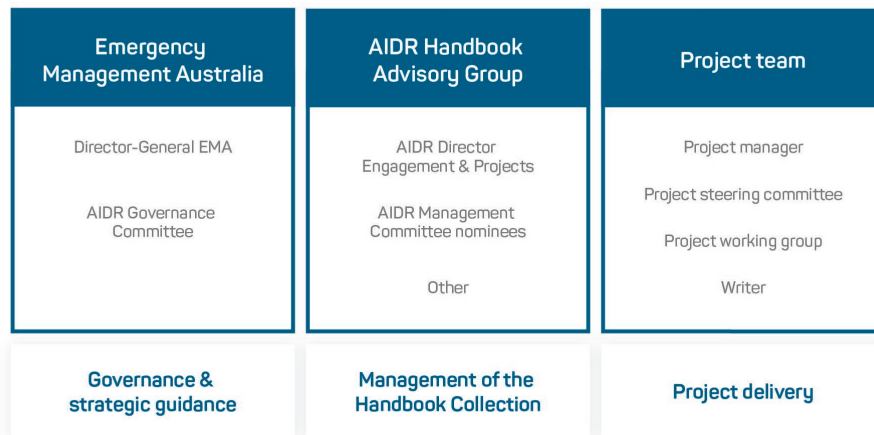 Emergency
Management Australia
Director-General EMA
AIDR Governance
Committee
Governance &
strategic guidance
AIDR Handbook
Advisory Group
AIDR Director
Engagement & Projects
AIDR Management
Committee nominees
Other
Management of the
Handbook Collection
Project team
Project manager
Project steering committee
Project working group
Writer
Project delivery